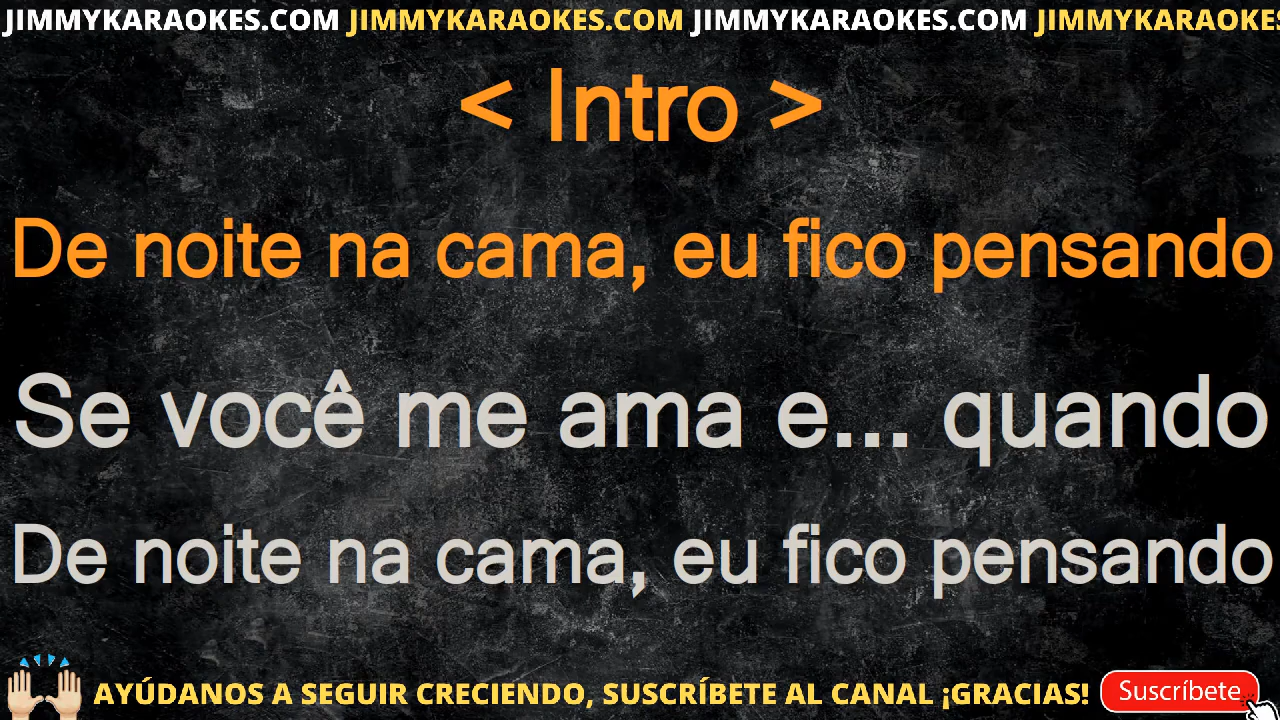 JIMMYKARAOKES.COM JIMMYKARAOKES.COM JIMMYKARAOKES.COM JIMMYKARAOKE
< Intro >
De noite na cama, eu fico pensando
Se você me ama e... quando
De noite na cama, eu fico pensando
AYÚDANOS A SEGUIR CRECIENDO, SUSCRÍBETE AL CANAL ¡GRACIAS! Suscríbete